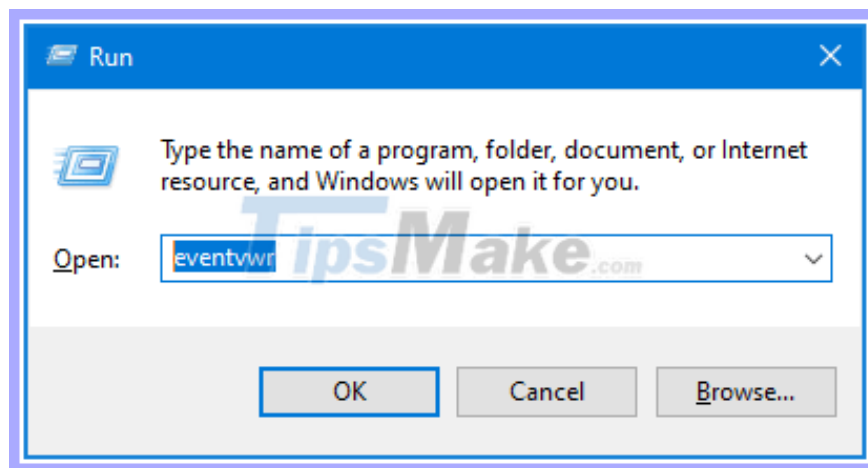 Run
Type the name of a program, folder, document, or Internet
resource, and Windows will open it for you.
TipsMake.com
Open: eventvwr
OK Cancel Browse...